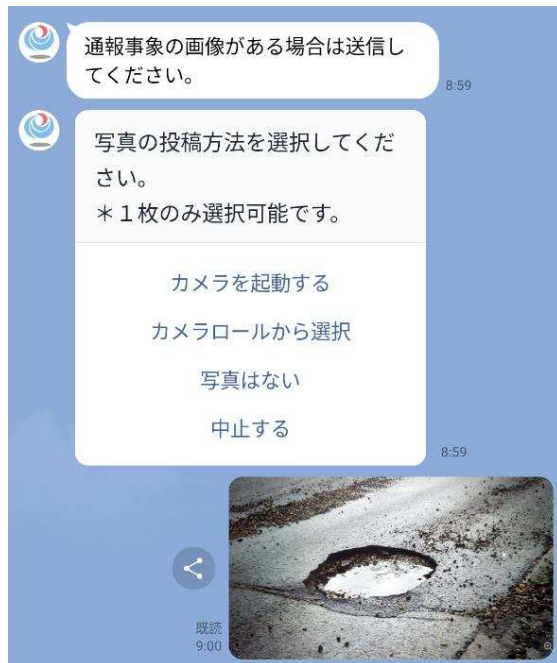 通報事象の画像がある場合は送信し
てください。
8:59
写真の投稿方法を選択してくだ
さい。
＊１枚のみ選択可能です。
カメラを起動する
カメラロールから選択
写真はない
中止する
8:59
既読
9:00